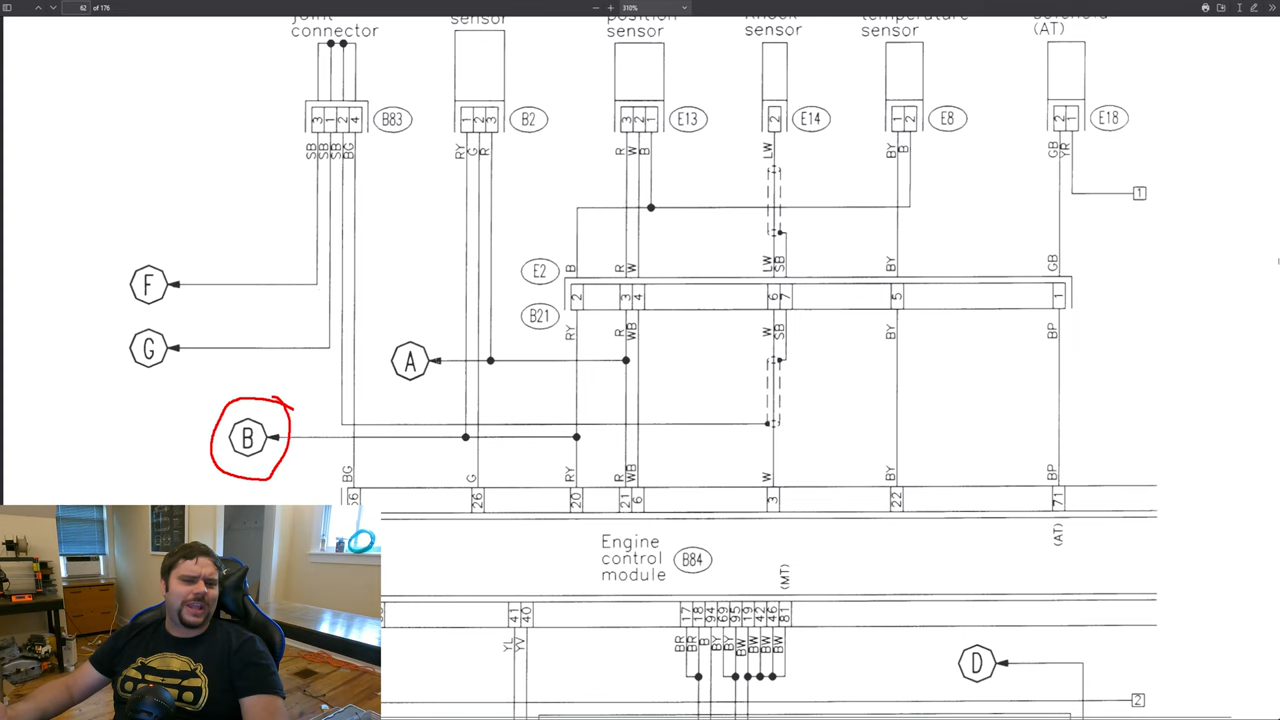 62 of 176
310%
joint
connector
sensor
position
sensor
Knock
sensor
temperature
sensor
solenoid
(AT)
3 1 2 4
B83
1 2 3
B2
3 2 1
E13
2
E14
1 2
E8
2 1
E18
SB SB SB BG
RY G R
R W B
LW
BY B
GB YR
1
E2
B
R W
LW SB
BY
GB
F
2
3 4
6 7
5
1
B21
RY
R WB
W SB
BY
BP
G
A
B
BG
G
RY
R WB
W
BY
BP
26
20
21 6
3
22
71
Engine
control
module
B84
(MT)
(AT)
41 40
17 18 94 69 95 19 42 46 81
YL YV
BR BR B BY BY BW BW BW BW
D
2